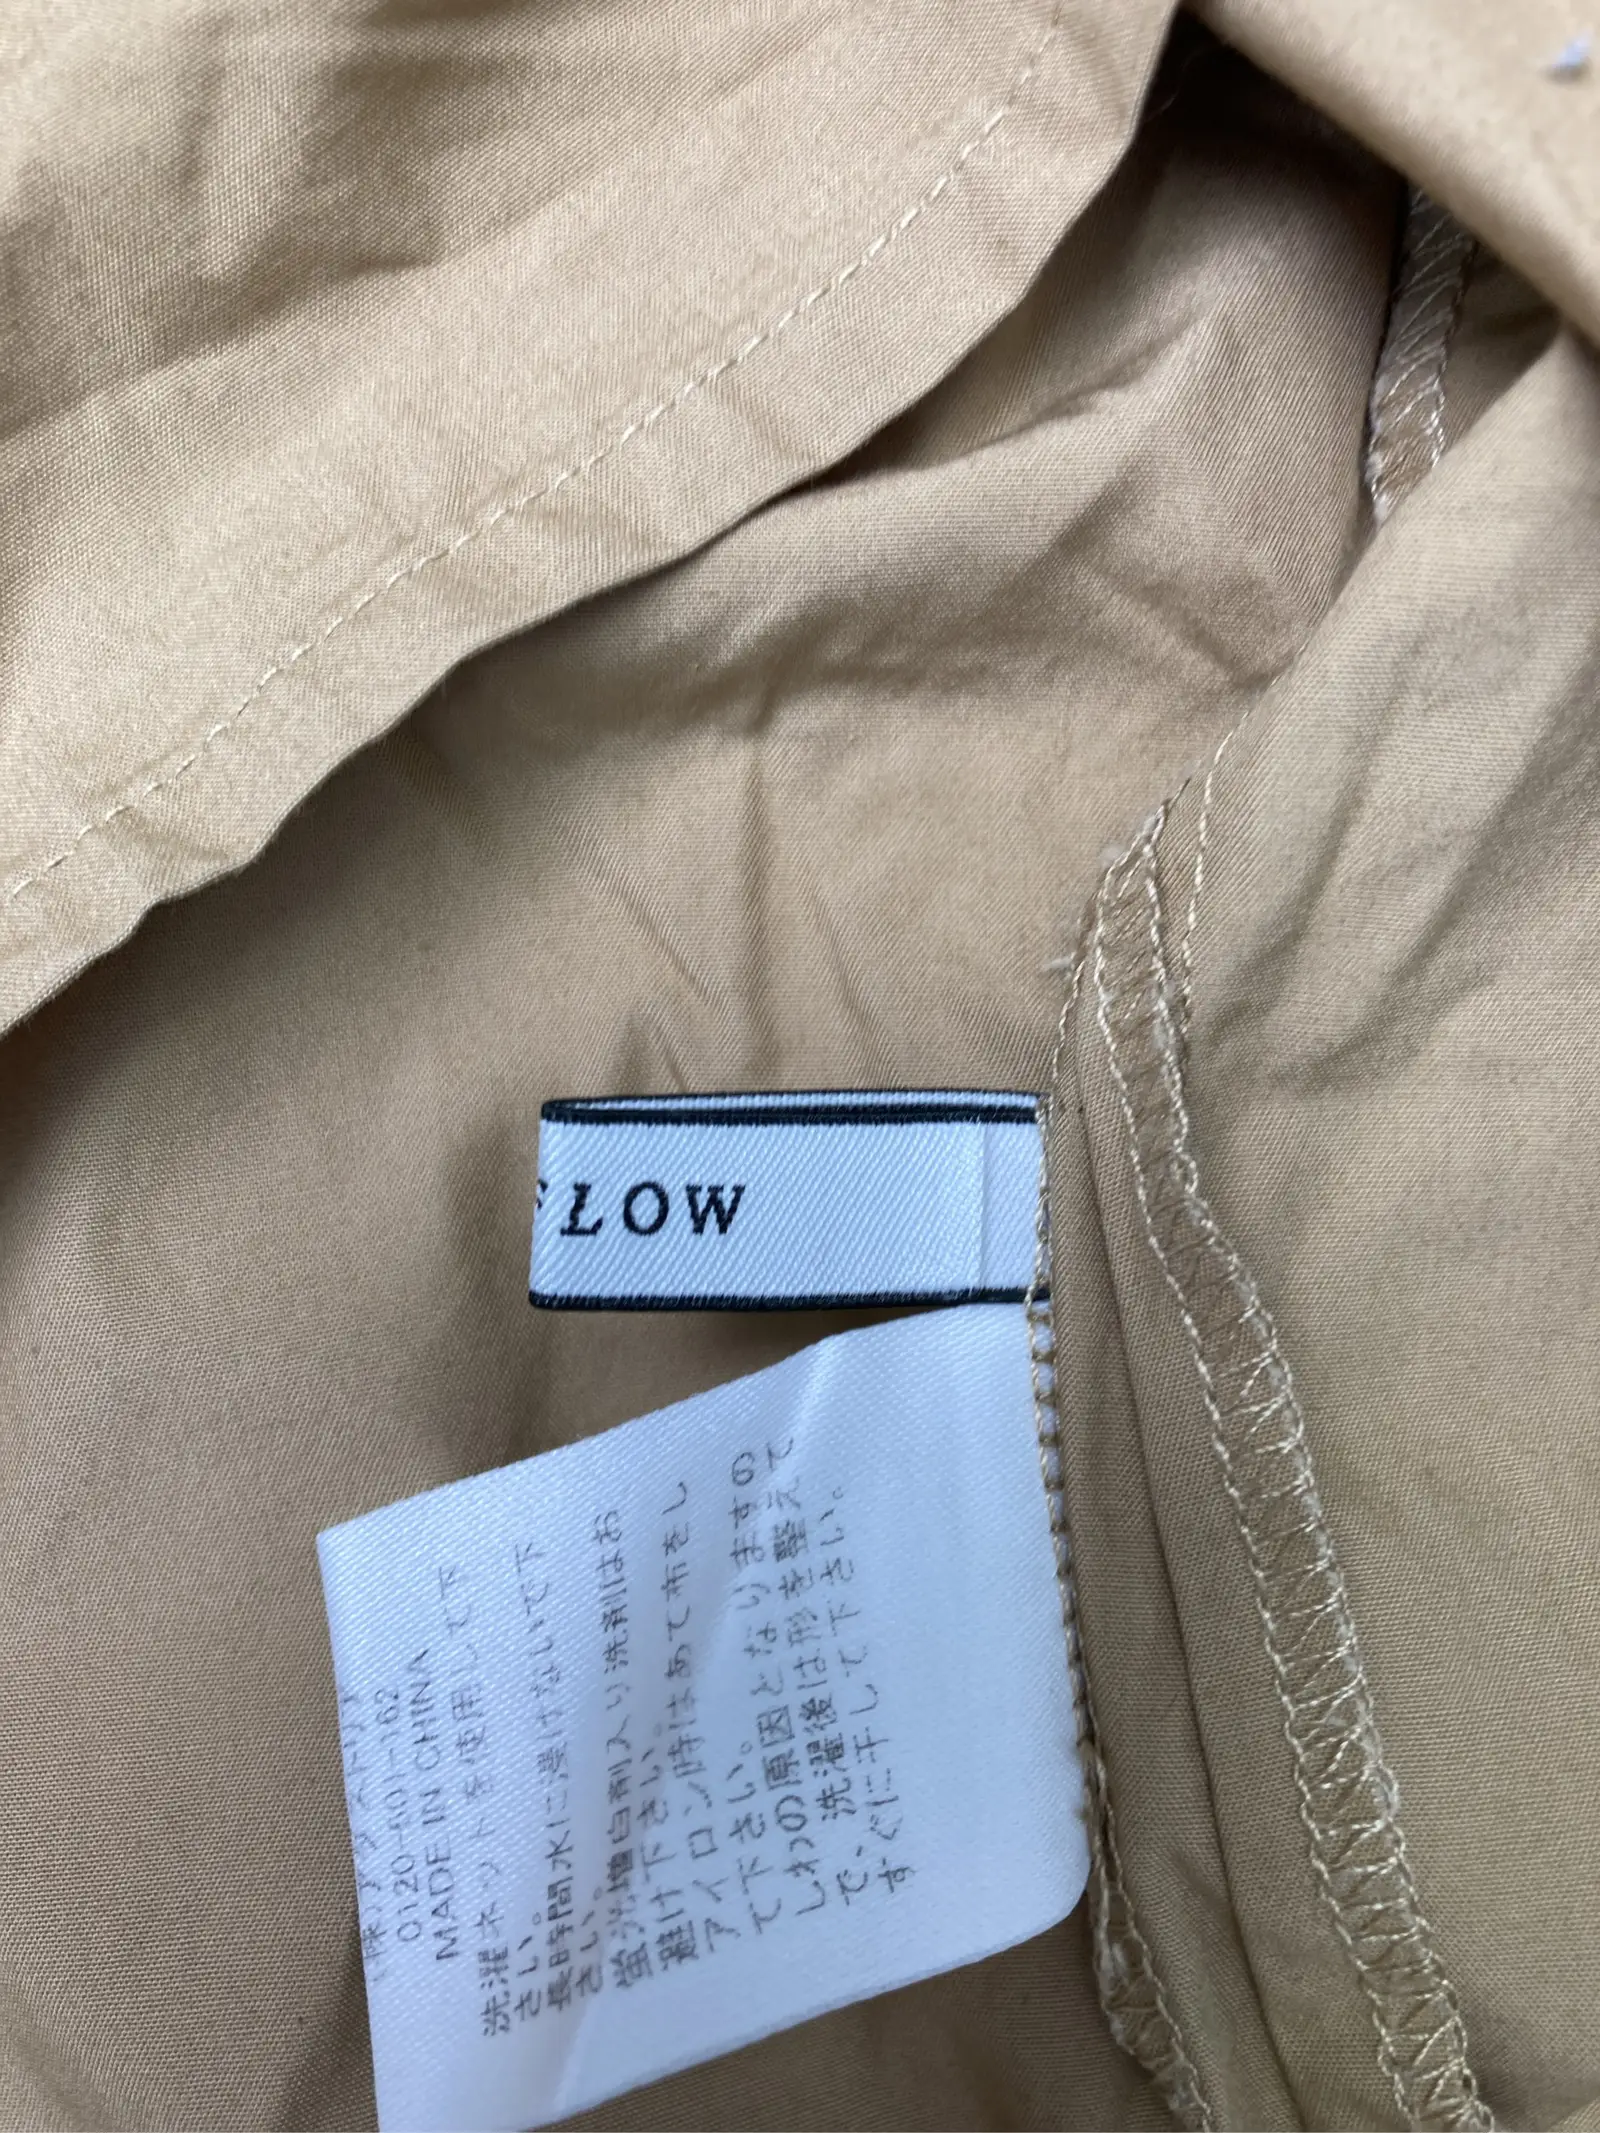 LOW
0120-601-162
MADE IN CHINA
洗濯ネットを使用して下
さい。
長時間水に濡けないで下
さい。
蛍光増白剤入り洗剤はお
避け下さい。
アイロン時はあて布をし
て下さい。
しわの原因となりますの
で、洗濯後は形を整えて
すぐに干して下さい。